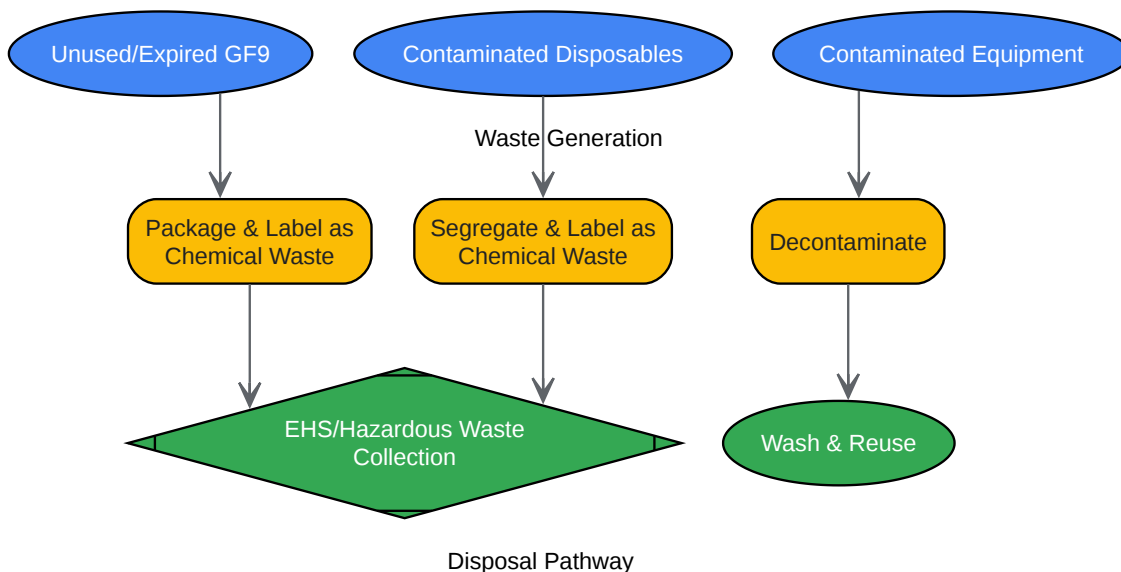 Unused/Expired GF9
Contaminated Disposables
Contaminated Equipment
Waste Generation
Package & Label as
Chemical Waste
Segregate & Label as
Chemical Waste
Decontaminate
EHS/Hazardous Waste
Collection
Wash & Reuse
Disposal Pathway